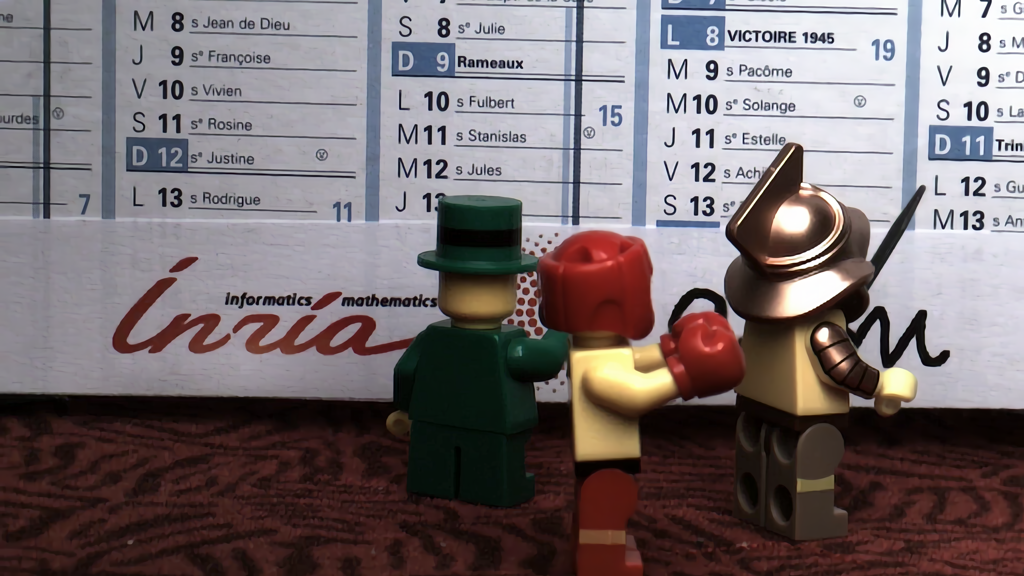 M 8 s Jean de Dieu
J 9 sᵉ Françoise
V 10 s Vivien
S 11 sᵉ Rosine
D 12 sᵉ Justine
L 13 s Rodrigue 11
7
S 8 sᵉ Julie
D 9 Rameaux
L 10 s Fulbert 15
M 11 s Stanislas
M 12 s Jules
J 13
L 8 VICTOIRE 1945 19
M 9 s Pacôme
M 10 sᵉ Solange
J 11 sᵉ Estelle
V 12 s
S 13 sᵉ
M 7 s
J 8 s
V 9 s
S 10 s
D 11
L 12 s
M 13 s
informatics mathematics
Inria